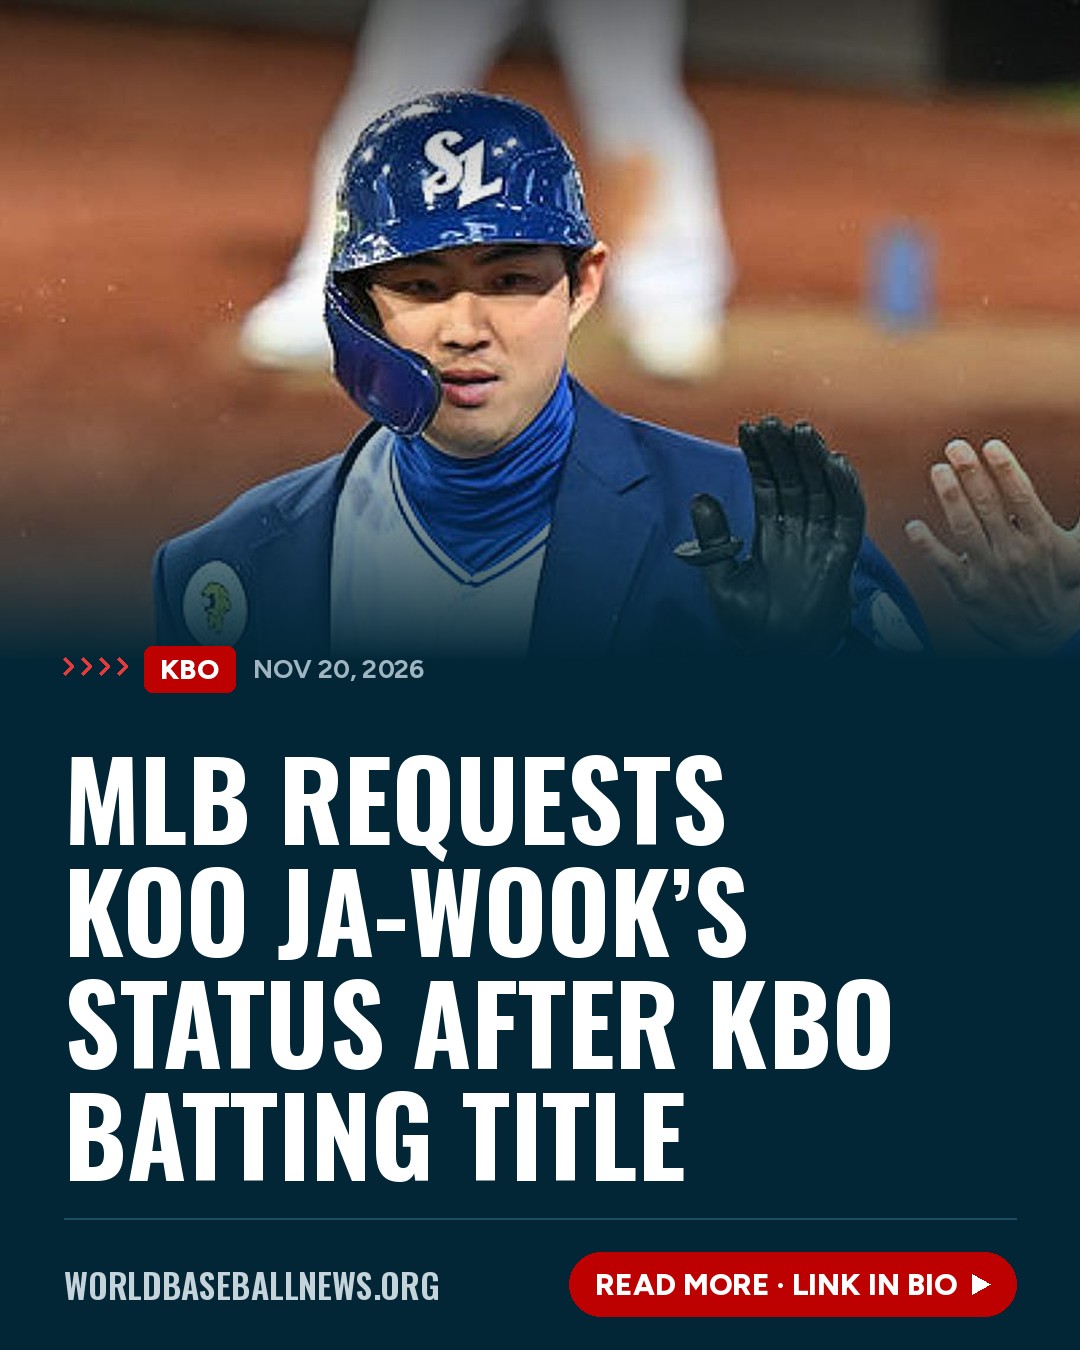 SL
>>>> KBO NOV 20, 2026
MLB REQUESTS
KOO JA-WOOK’S
STATUS AFTER KBO
BATTING TITLE
WORLDBASEBALLNEWS.ORG
READ MORE · LINK IN BIO ▶